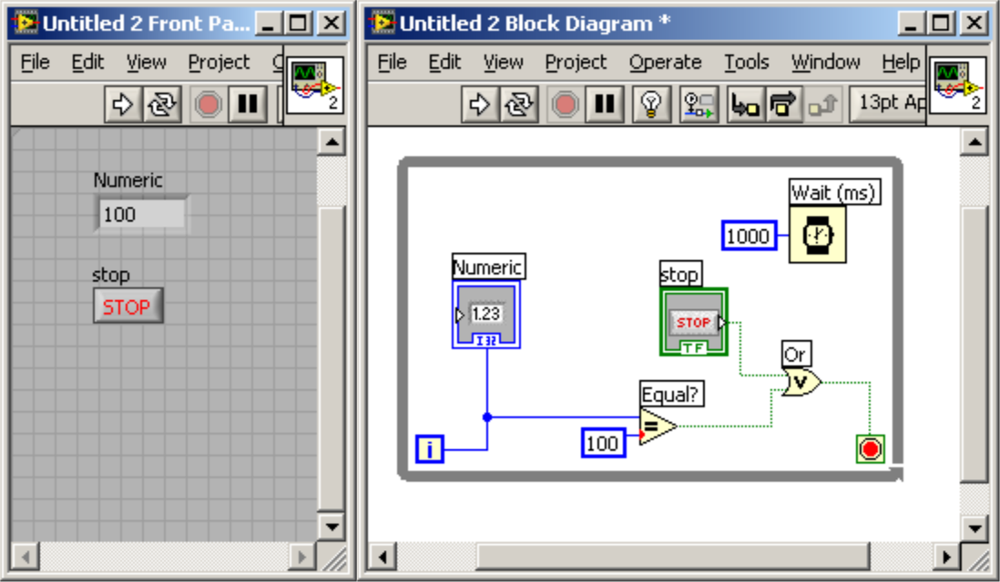 Untitled 2 Front Pa...
File Edit View Project
2
Numeric
100
stop
STOP
Untitled 2 Block Diagram *
File Edit View Project Operate Tools Window Help
13pt Ap
2
Wait (ms)
1000
Numeric
1.23
I32
stop
STOP
TF
Or
V
Equal?
=
100
i